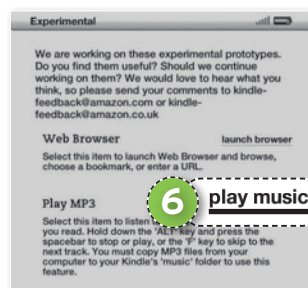 Experimental
We are working on these experimental prototypes.
Do you find them useful? Should we continue
working on them? We would love to hear what you
think, so please send your comments to kindle-
feedback@amazon.com or kindle-
feedback@amazon.co.uk
Web Browser launch browser
Select this item to launch Web Browser and browse,
choose a bookmark, or enter a URL.
Play MP3 6 play music
Select this item to listen to
you read. Hold down the 'ALT' key and press the
spacebar to stop or play, or the 'F' key to skip to the
next track. You must copy MP3 files from your
computer to your Kindle's 'music' folder to use this
feature.